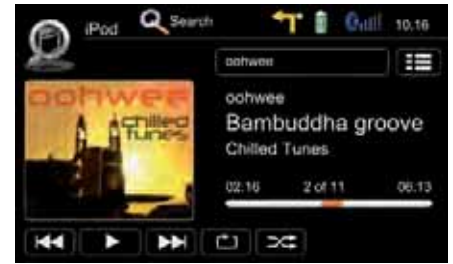 iPod Search 10.16
oohwee
oohwee
chilled
Tunes
oohwee
Bambuddha groove
Chilled Tunes
02.16 2 of 11 06.13